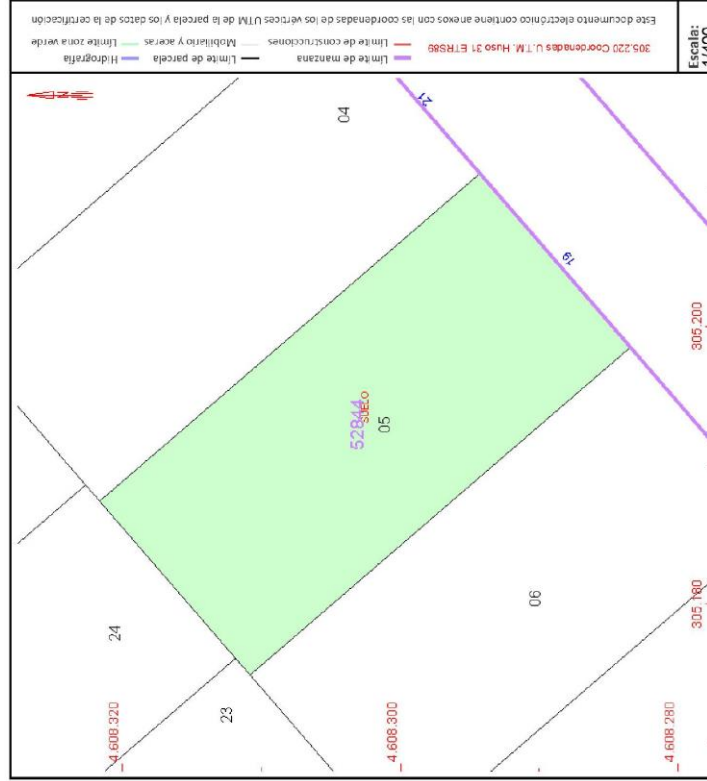 Este documento electrónico contiene anexos con las coordenadas de los vértices UTM de la parcela y los datos de la certificación
305.220 Coordenadas U.T.M. Huso 31 ETRS89
Límite de manzana
Límite de construcciones
Límite de parcela
Mobiliario y aceras
Hidrografía
Límite zona verde
Escala:
1/400
04
21
19
52844
SUELO
05
24
23
06
4.608.320
4.608.300
4.608.280
305.200
305.180